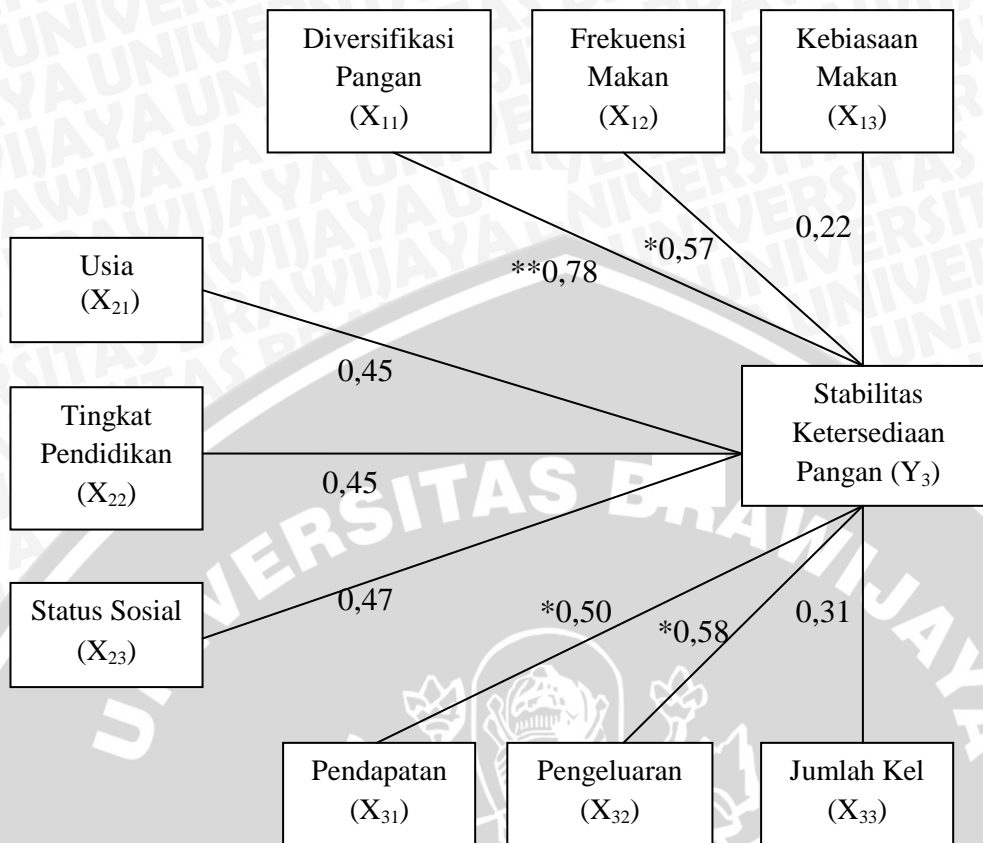 Diversifikasi
Pangan
(X₁₁)
Frekuensi
Makan
(X₁₂)
Kebiasaan
Makan
(X₁₃)
**0,78
*0,57
0,22
Usia
(X₂₁)
0,45
Tingkat
Pendidikan
(X₂₂)
0,45
Status Sosial
(X₂₃)
0,47
Stabilitas
Ketersediaan
Pangan (Y₃)
*0,50
*0,58
0,31
Pendapatan
(X₃₁)
Pengeluaran
(X₃₂)
Jumlah Kel
(X₃₃)
UNIVERSITAS BRAWIJAYA